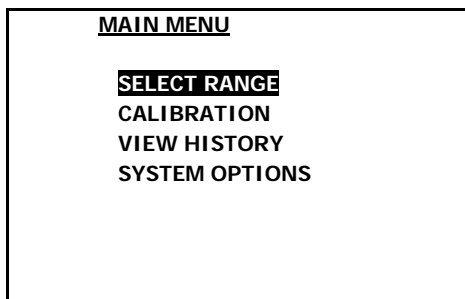 MAIN MENU
SELECT RANGE
CALIBRATION
VIEW HISTORY
SYSTEM OPTIONS